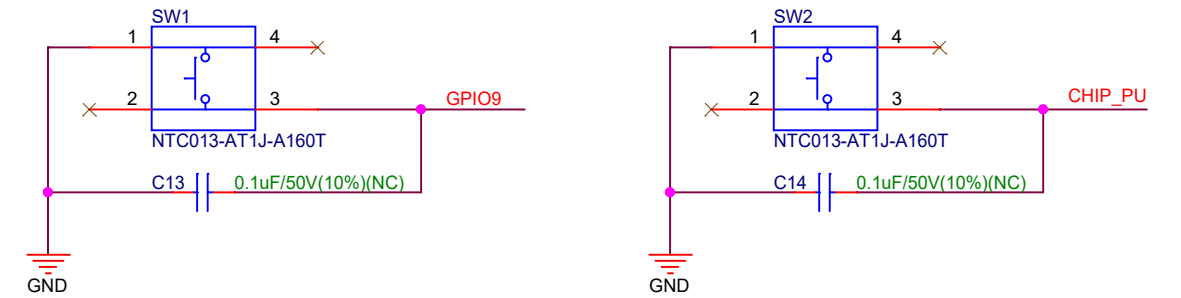 SW1
1
4
2
3
GPIO9
NTC013-AT1J-A160T
C13
0.1uF/50V(10%)(NC)
GND
SW2
1
4
2
3
CHIP_PU
NTC013-AT1J-A160T
C14
0.1uF/50V(10%)(NC)
GND